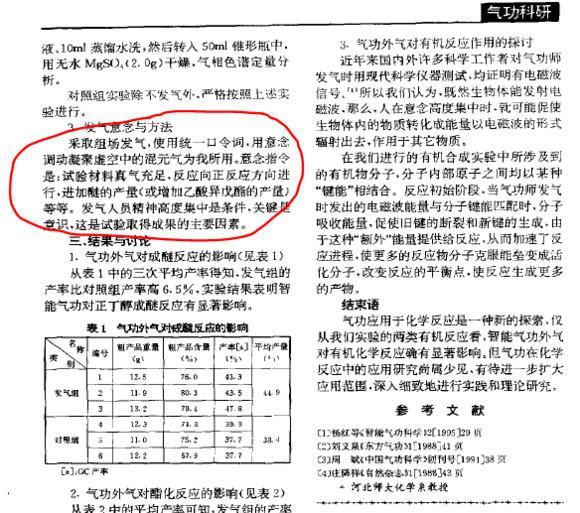 气功科研
液、10ml 蒸馏水洗,然后转入 50ml 锥形瓶中,
用无水 MgSO₄(2.0g)干燥,气相色谱定量分
析。
对照组实验除不发气外,严格按照上述实
验进行。
3. 发气意念与方法
采取组场发气,使用统一口令词,用意念
调动凝聚虚空中的混元气为我所用。意念指令
是:试验材料真气充足,反应向正反应方向进
行,进加醚的产量(或增加乙酸异戊酯的产量)
等等。发气人员精神高度集中是条件,关键是
意识,这是试验取得成果的主要因素。
三、结果与讨论
1. 气功外气对成醚反应的影响(见表 1)
从表 1 中的三次平均产率得知,发气组的
产率比对照组产率高 6.5%,实验结果表明智
能气功对正丁醇成醚反应有显著影响。
表 1 气功外气对成醚反应的影响
类别 名称 编号 粗产品重量(g) 粗产品含量(%) 产率[a](%) 平均产量(%)
发气组 1 12.5 76.0 43.3 44.9
2 11.9 80.3 43.5
3 13.2 79.4 47.8
对照组 4 12.3 71.3 39.9 38.4
5 11.0 75.2 37.7
6 12.2 67.9 37.7
[a],GC 产率
2. 气功外气对酯化反应的影响(见表 2)
从表 2 中的平均产率可知,发气组的产率
3. 气功外气对有机反应作用的探讨
近年来国内外许多科学工作者对气功师
发气时用现代科学仪器测试,均证明有电磁波
信号,所以我们认为,既然生物体能发射电
磁波,那么,人在意念高度集中时,就可能促使
生物体内的物质转化成能量以电磁波的形式
辐射出去,作用于其它物质。
在我们进行的有机合成实验中所涉及到
的有机物分子,分子内部原子之间均以某种
“键能”相结合。反应初始阶段,当气功师发气
时发出的电磁波能量与分子键能匹配时,分子
吸收能量,促使旧键的断裂和新键的生成,由
于这种“额外”能量提供给反应,从而加速了反
应进程,使更多的反应物分子克服能垒变成活
化分子,改变反应的平衡点,使反应生成更多
的产物。
结束语
气功应用于化学反应是一种新的探索,仅
从我们实验的两类有机反应看,智能气功外气
对有机化学反应确有显著影响。但气功在化学
反应中的应用研究尚属少见,有待进一步扩大
应用范围,深入细致地进行实践和理论研究。
参考文献
(1)杨红等《智能气功科学》2[1995]29 页
(2)刘义果《东方气功》1[1988]41 页
(3)周 斌《中国气功科学》创刊号[1991]38 页
(4)庄降祥《自然杂志》1[1988]43 页
河北师大化学系教授